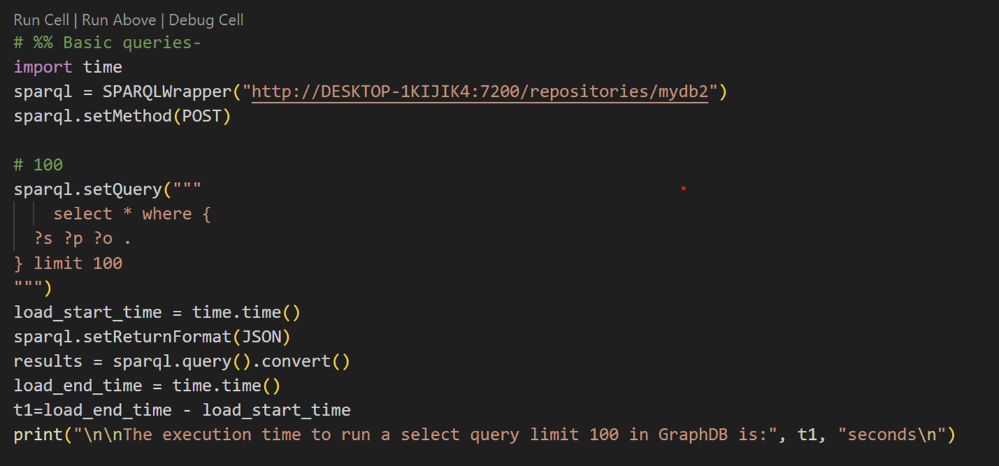 Run Cell | Run Above | Debug Cell
# %% Basic queries-
import time
sparql = SPARQLWrapper("http://DESKTOP-1KIJIK4:7200/repositories/mydb2")
sparql.setMethod(POST)
# 100
sparql.setQuery("""
select * where {
?s ?p ?o .
} limit 100
""")
load_start_time = time.time()
sparql.setReturnFormat(JSON)
results = sparql.query().convert()
load_end_time = time.time()
t1=load_end_time - load_start_time
print("\n\nThe execution time to run a select query limit 100 in GraphDB is:", t1, "seconds\n")